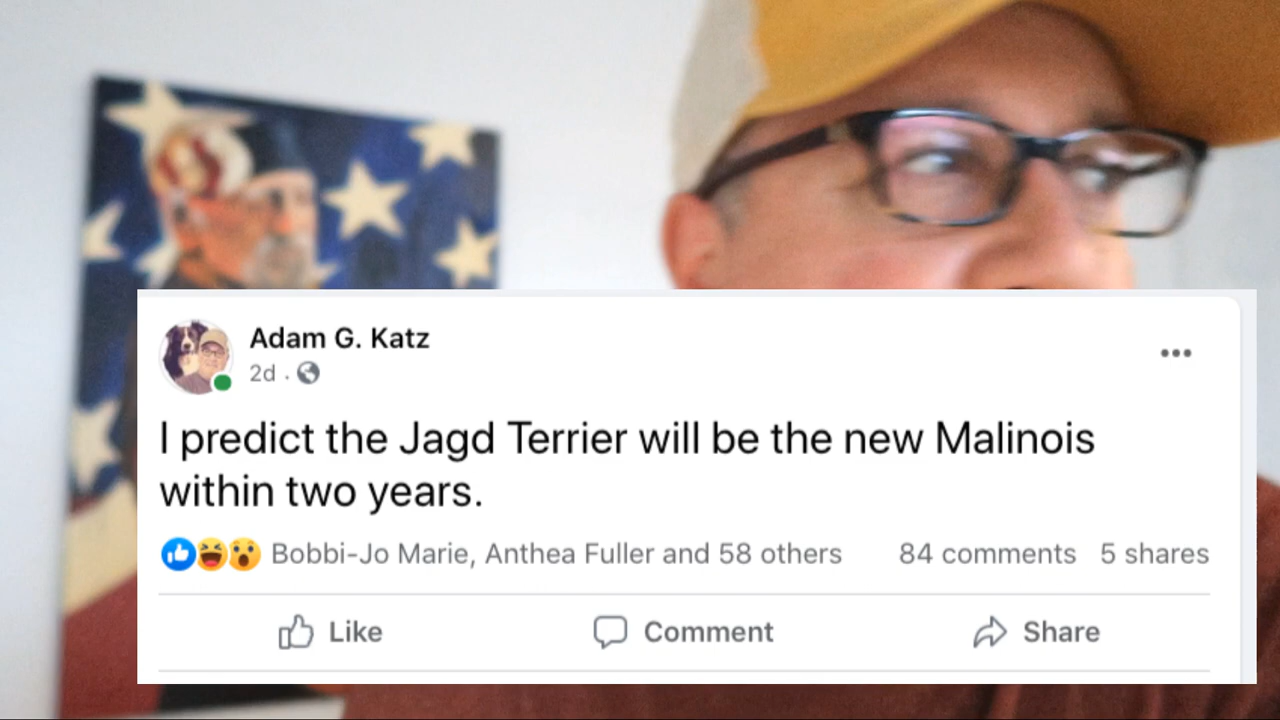 Adam G. Katz
2d ·
I predict the Jagd Terrier will be the new Malinois
within two years.
Bobbi-Jo Marie, Anthea Fuller and 58 others 84 comments 5 shares
Like Comment Share